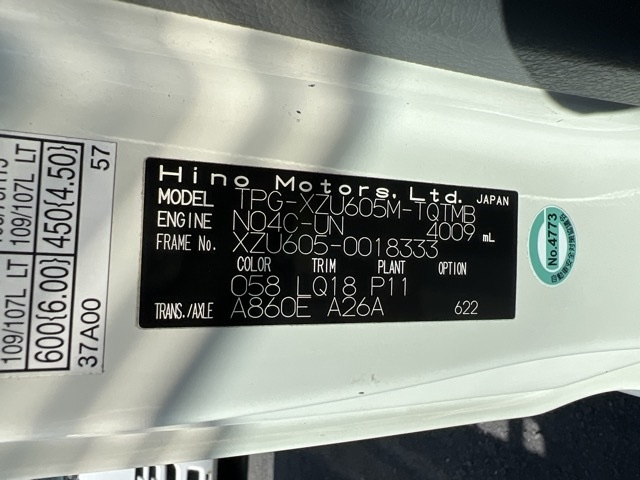 Hino Motors, Ltd. JAPAN
MODEL TPG-XZU605M-TQTMB
ENGINE N04C-UN 4009 mL
FRAME No. XZU605-0018333
COLOR TRIM PLANT OPTION
058 LQ18 P11
TRANS./AXLE A860E A26A 622
109/107L LT 109/107L LT
600{6.00} 450{4.50}
37A00 57
No.4773